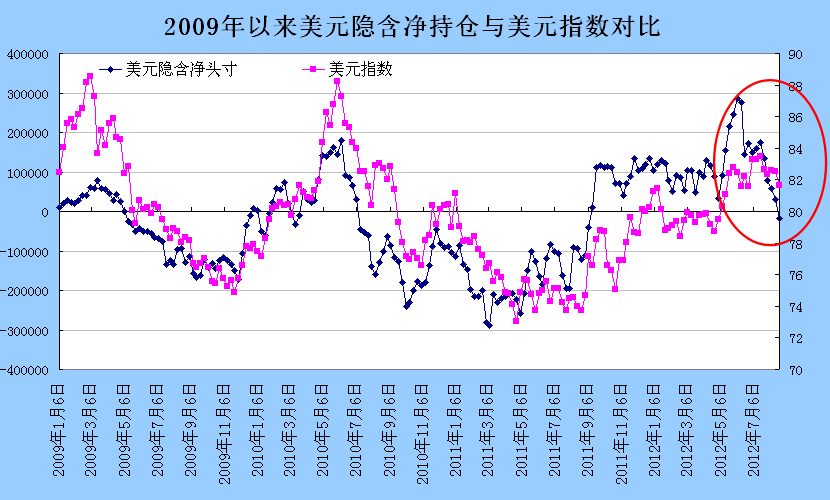 2009年以来美元隐含净持仓与美元指数对比
美元隐含净头寸 美元指数
400000
300000
200000
100000
0
-100000
-200000
-300000
-400000
90
88
86
84
82
80
78
76
74
72
70
2009年1月6日
2009年3月6日
2009年5月6日
2009年7月6日
2009年9月6日
2009年11月6日
2010年1月6日
2010年3月6日
2010年5月6日
2010年7月6日
2010年9月6日
2010年11月6日
2011年1月6日
2011年3月6日
2011年5月6日
2011年7月6日
2011年9月6日
2011年11月6日
2012年1月6日
2012年3月6日
2012年5月6日
2012年7月6日